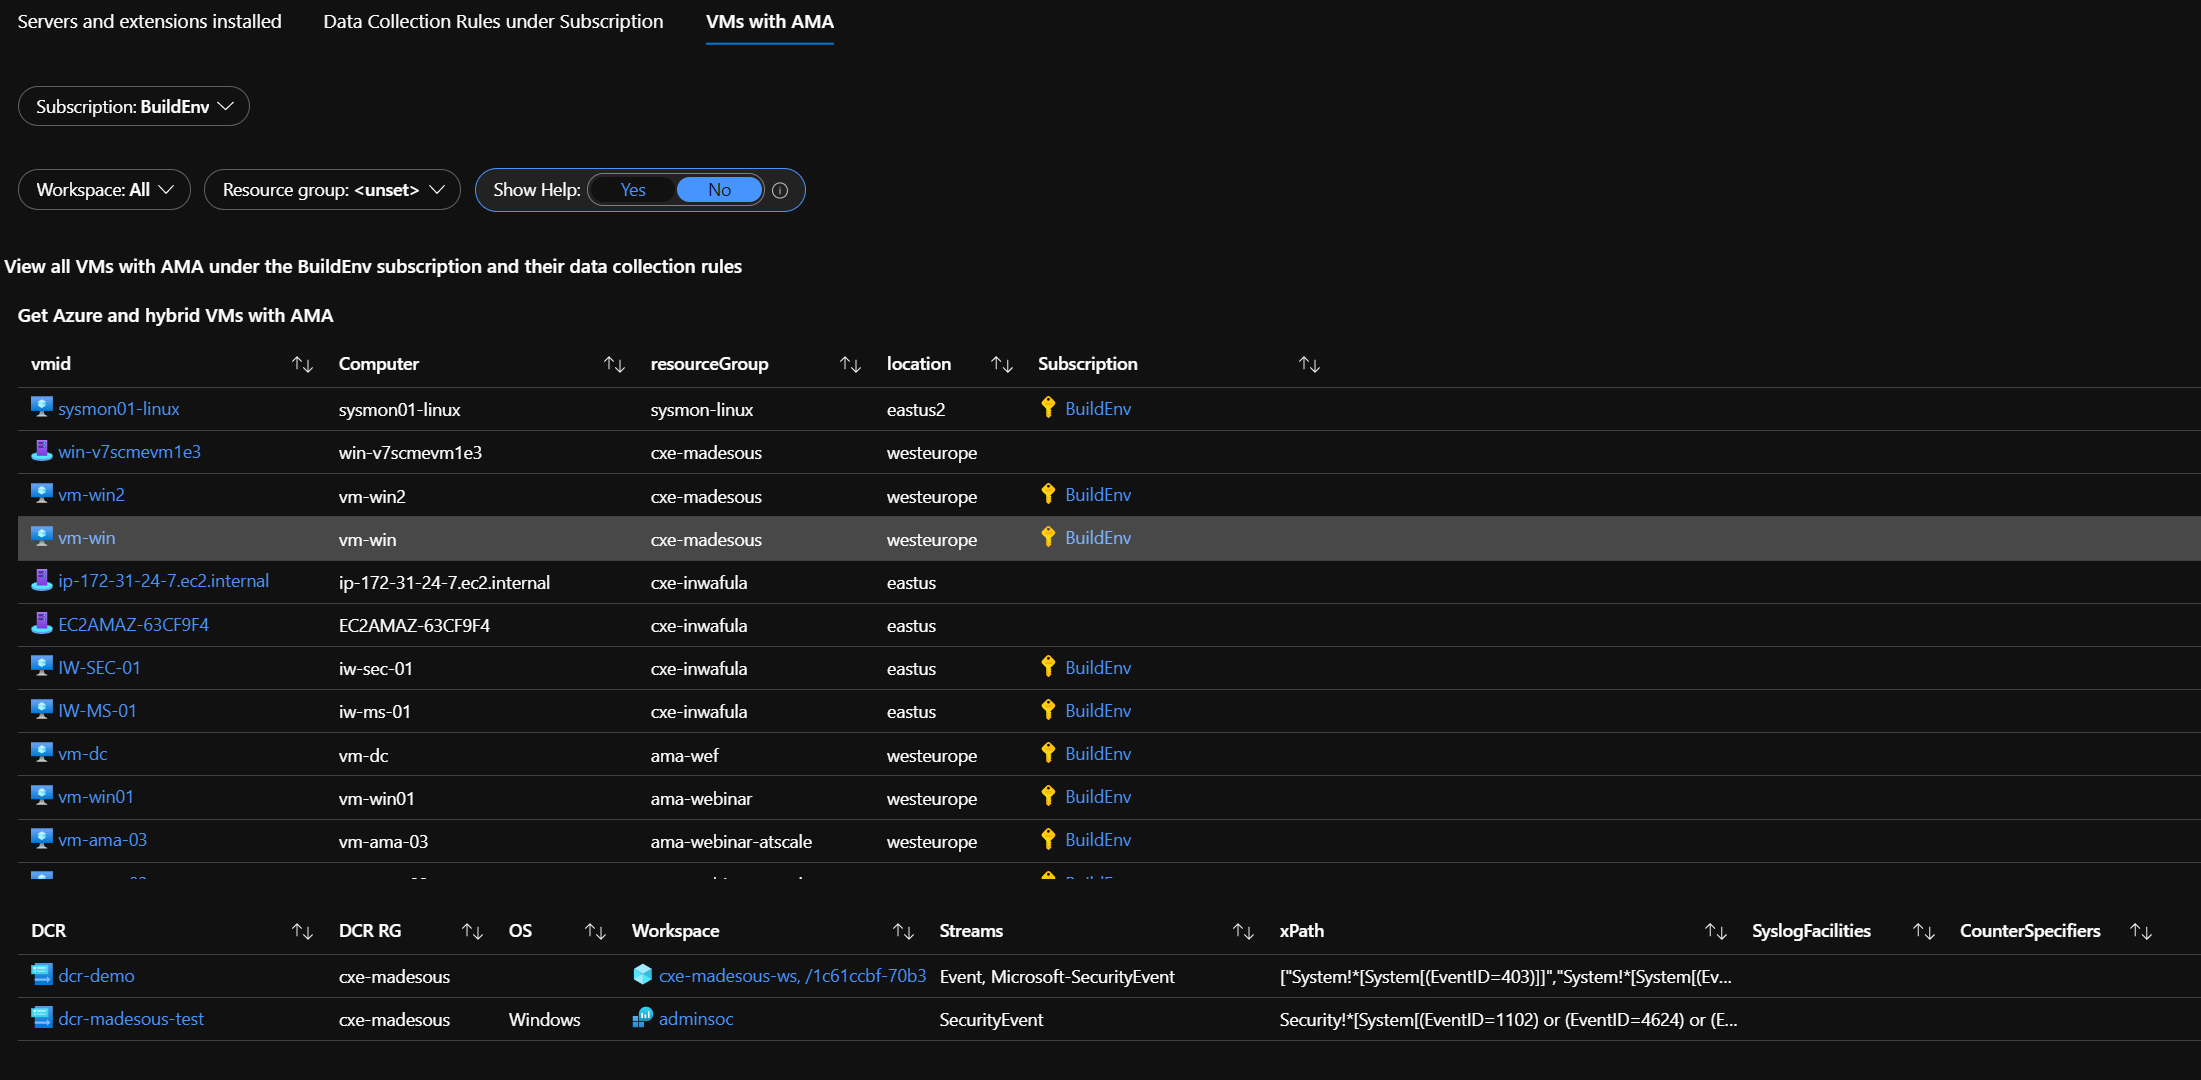 Servers and extensions installed Data Collection Rules under Subscription VMs with AMA
Subscription: BuildEnv
Workspace: All Resource group: <unset> Show Help: Yes No
View all VMs with AMA under the BuildEnv subscription and their data collection rules
Get Azure and hybrid VMs with AMA
vmid Computer resourceGroup location Subscription
sysmon01-linux sysmon01-linux sysmon-linux eastus2 BuildEnv
win-v7scmevm1e3 win-v7scmevm1e3 cxe-madesous westeurope
vm-win2 vm-win2 cxe-madesous westeurope BuildEnv
vm-win vm-win cxe-madesous westeurope BuildEnv
ip-172-31-24-7.ec2.internal ip-172-31-24-7.ec2.internal cxe-inwafula eastus
EC2AMAZ-63CF9F4 EC2AMAZ-63CF9F4 cxe-inwafula eastus
IW-SEC-01 iw-sec-01 cxe-inwafula eastus BuildEnv
IW-MS-01 iw-ms-01 cxe-inwafula eastus BuildEnv
vm-dc vm-dc ama-wef westeurope BuildEnv
vm-win01 vm-win01 ama-webinar westeurope BuildEnv
vm-ama-03 vm-ama-03 ama-webinar-atscale westeurope BuildEnv
DCR DCR RG OS Workspace Streams xPath SyslogFacilities CounterSpecifiers
dcr-demo cxe-madesous cxe-madesous-ws, /1c61ccbf-70b3 Event, Microsoft-SecurityEvent ["System!*[System[(EventID=403)]]","System!*[System[(Ev...
dcr-madesous-test cxe-madesous Windows adminsoc SecurityEvent Security!*[System[(EventID=1102) or (EventID=4624) or (E...